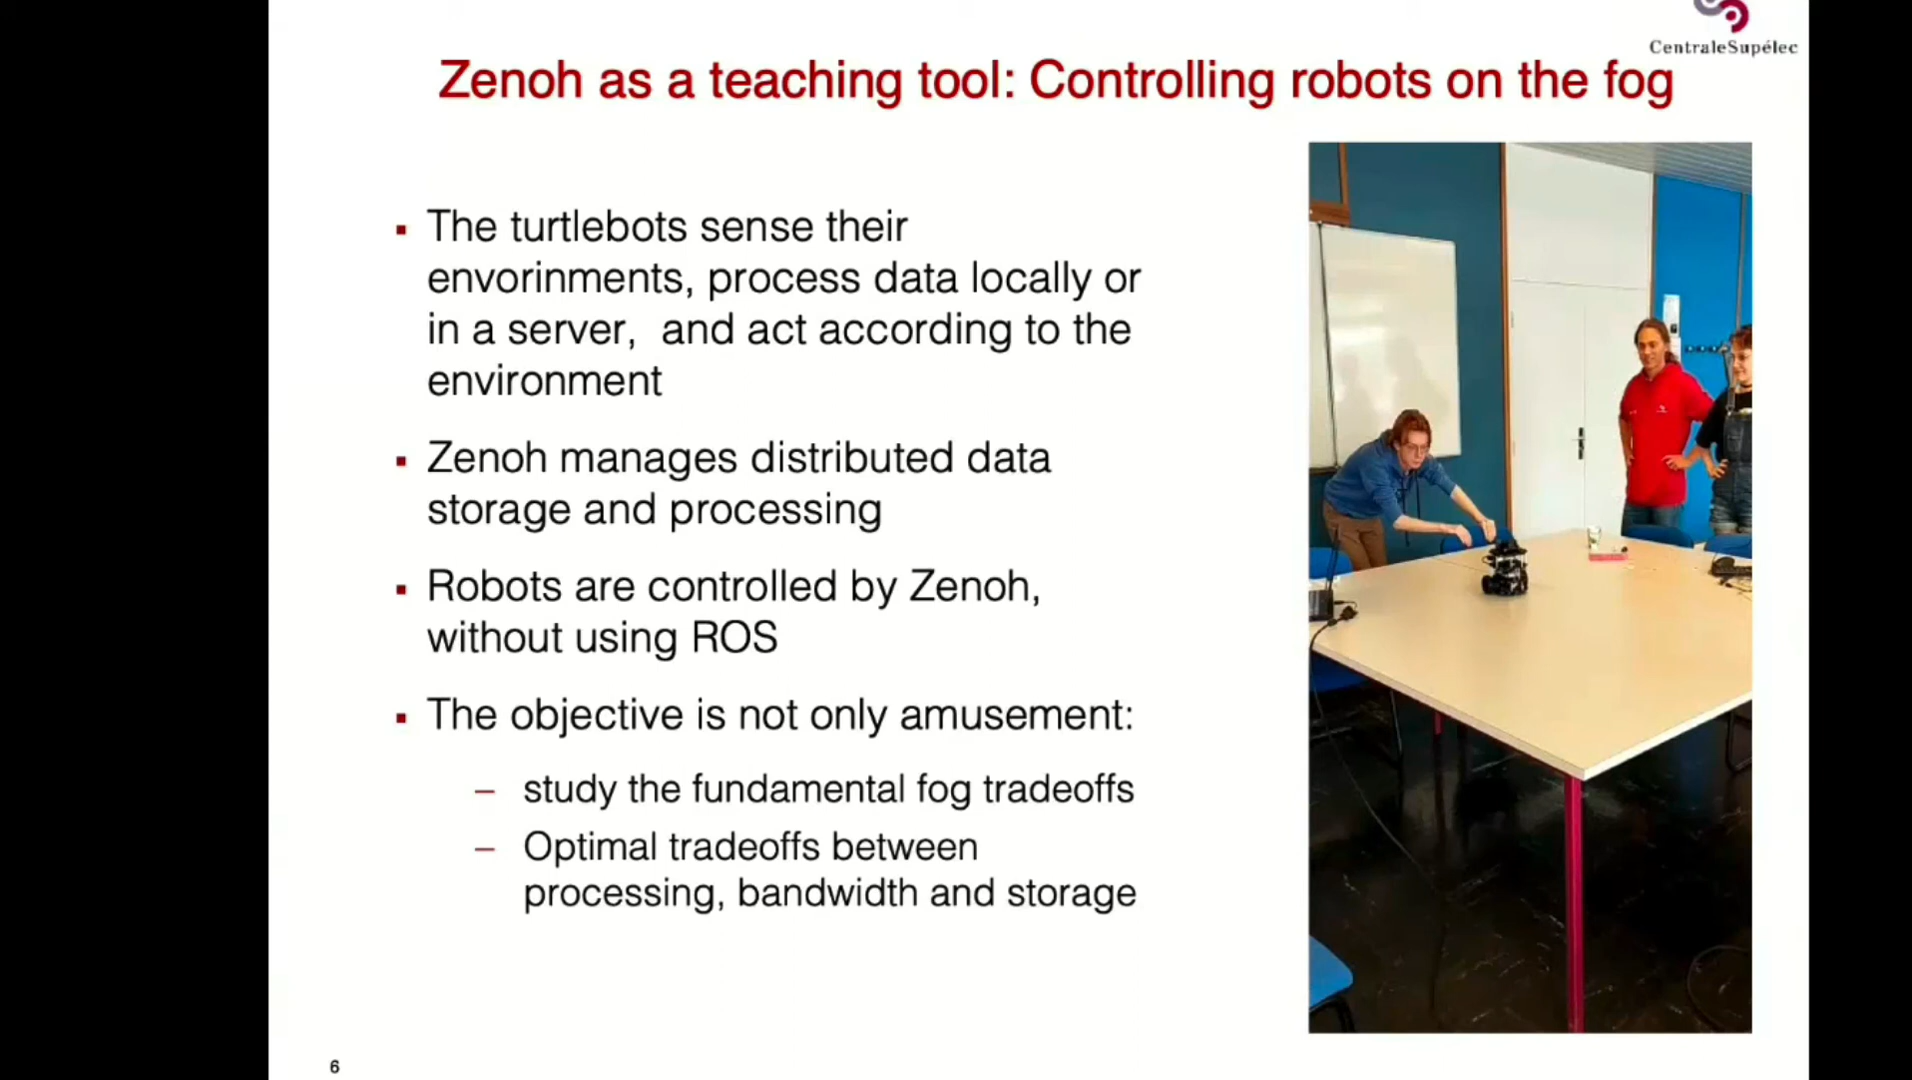 CentraleSupélec
Zenoh as a teaching tool: Controlling robots on the fog
▪ The turtlebots sense their
envorinments, process data locally or
in a server,  and act according to the
environment
▪ Zenoh manages distributed data
storage and processing
▪ Robots are controlled by Zenoh,
without using ROS
▪ The objective is not only amusement:
– study the fundamental fog tradeoffs
– Optimal tradeoffs between
processing, bandwidth and storage
6